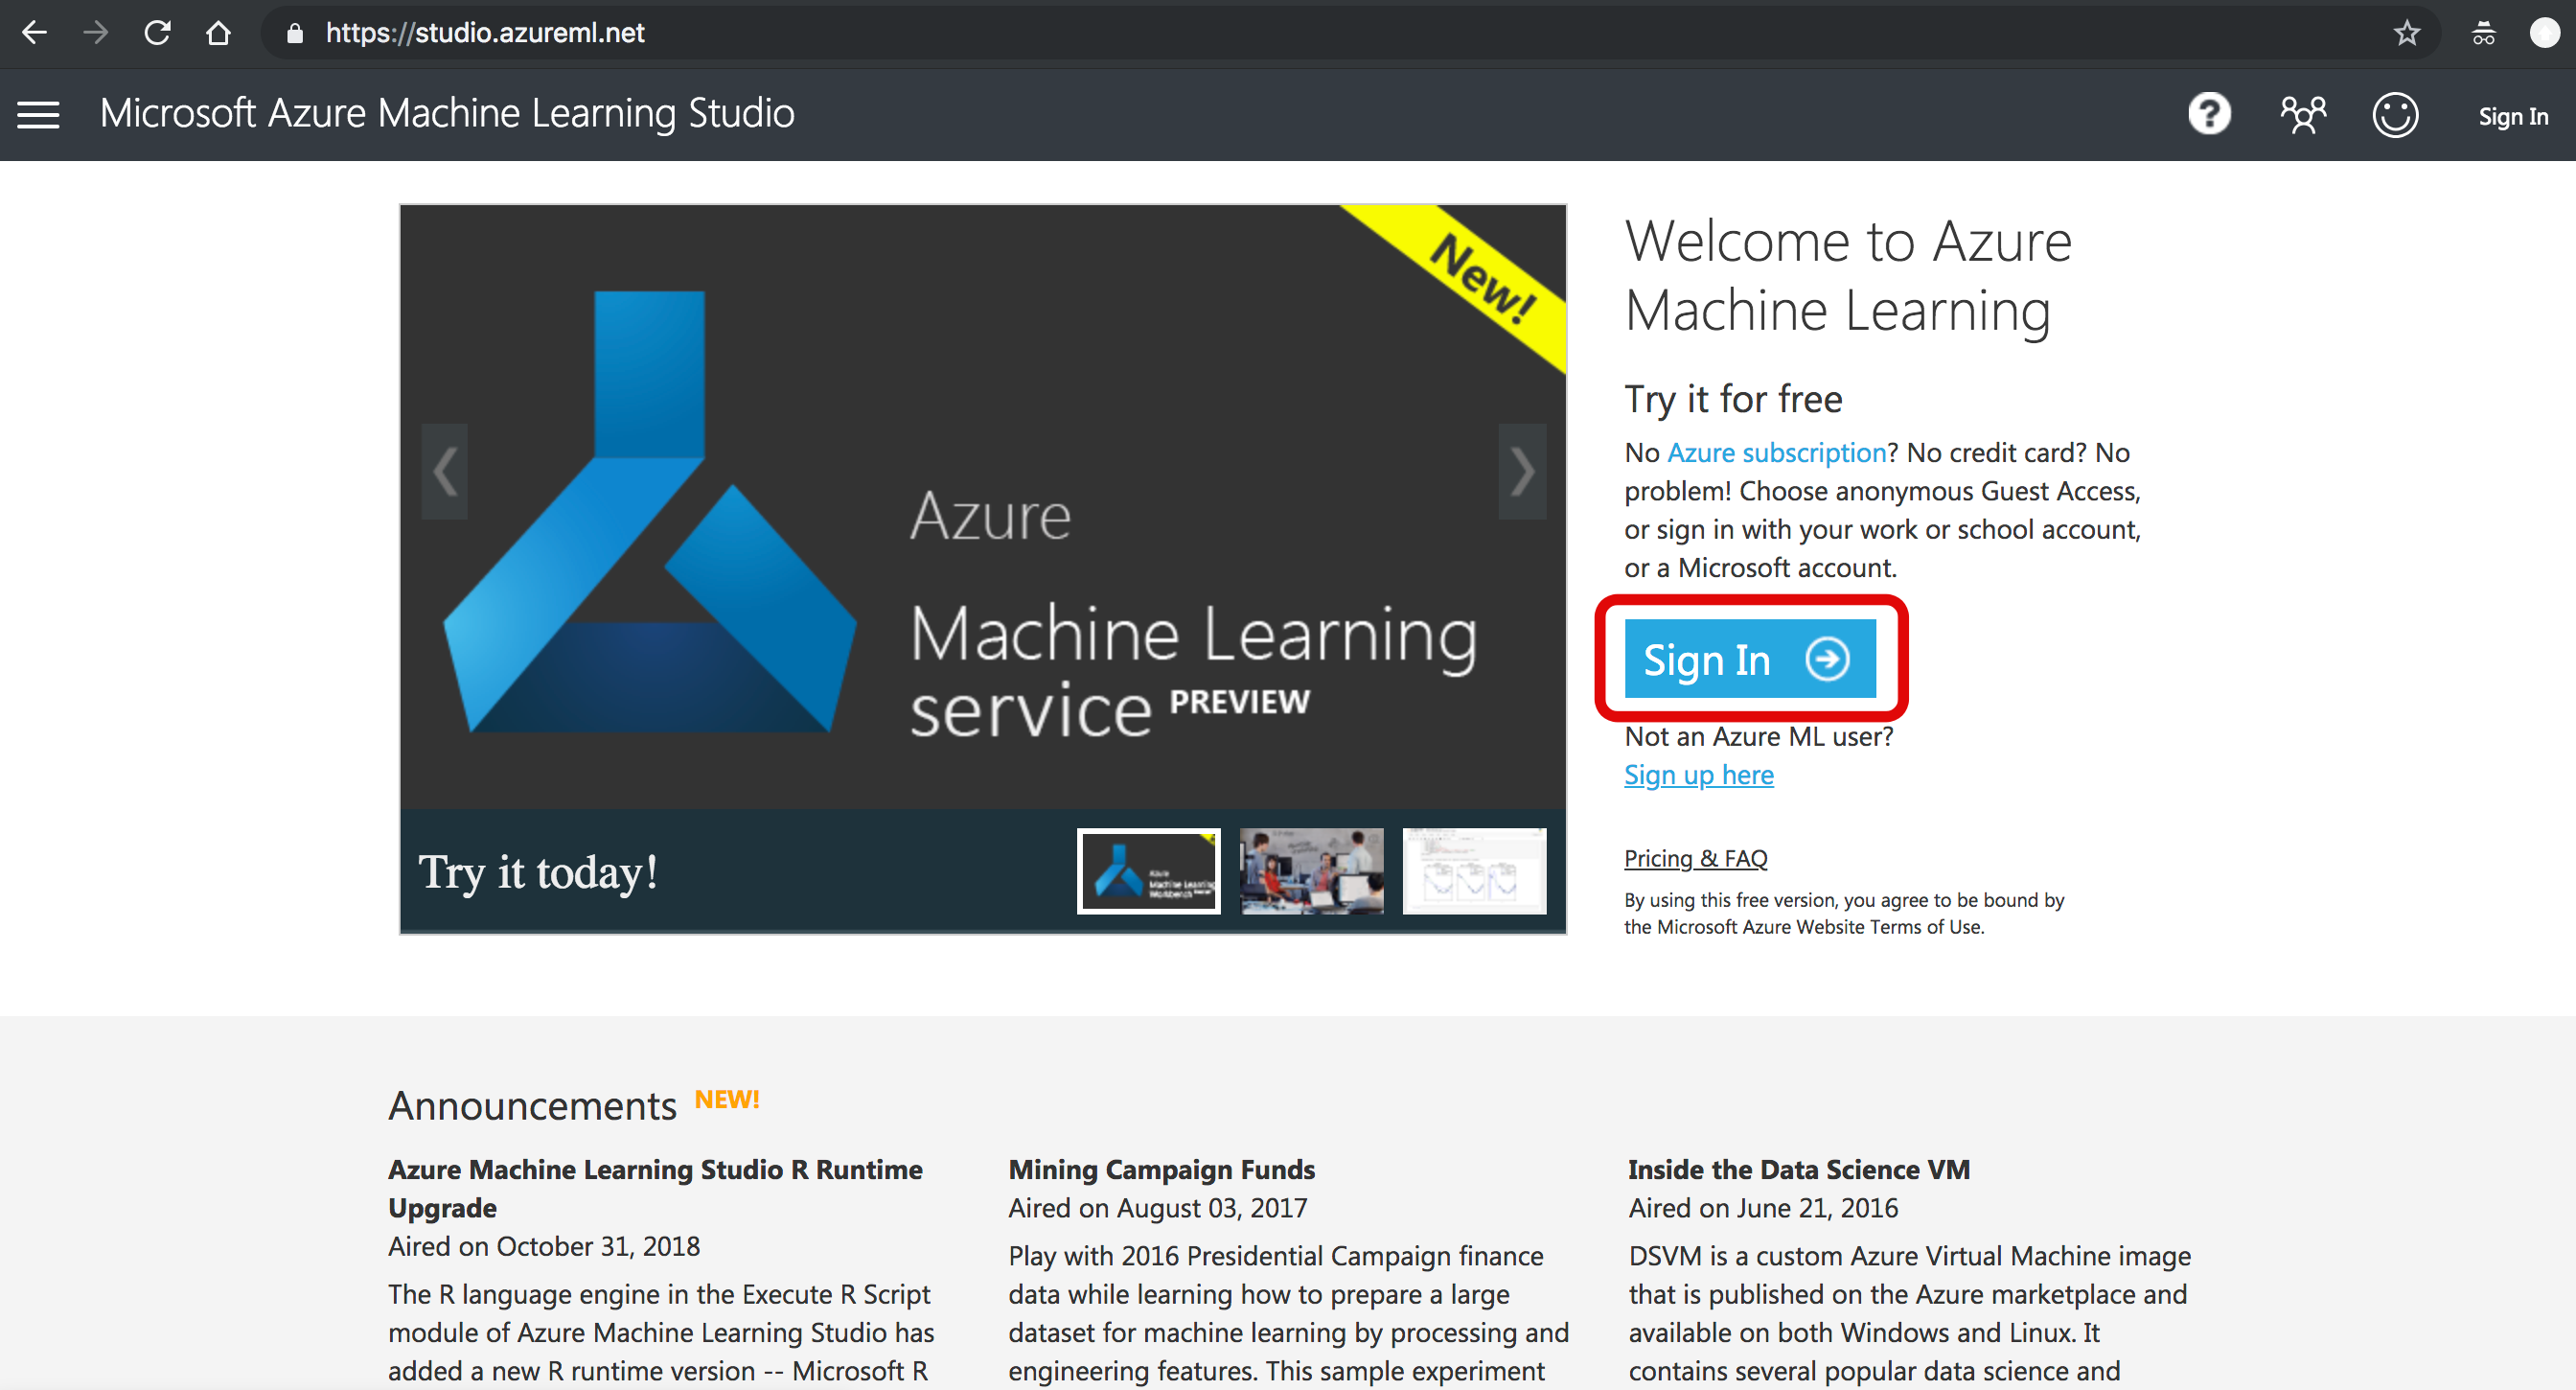 https://studio.azureml.net
Microsoft Azure Machine Learning Studio
Sign In
New!
Azure
Machine Learning
service PREVIEW
Try it today!
Welcome to Azure
Machine Learning
Try it for free
No Azure subscription? No credit card? No
problem! Choose anonymous Guest Access,
or sign in with your work or school account,
or a Microsoft account.
Sign In
Not an Azure ML user?
Sign up here
Pricing & FAQ
By using this free version, you agree to be bound by
the Microsoft Azure Website Terms of Use.
Announcements NEW!
Azure Machine Learning Studio R Runtime
Upgrade
Aired on October 31, 2018
The R language engine in the Execute R Script
module of Azure Machine Learning Studio has
added a new R runtime version -- Microsoft R
Mining Campaign Funds
Aired on August 03, 2017
Play with 2016 Presidential Campaign finance
data while learning how to prepare a large
dataset for machine learning by processing and
engineering features. This sample experiment
Inside the Data Science VM
Aired on June 21, 2016
DSVM is a custom Azure Virtual Machine image
that is published on the Azure marketplace and
available on both Windows and Linux. It
contains several popular data science and